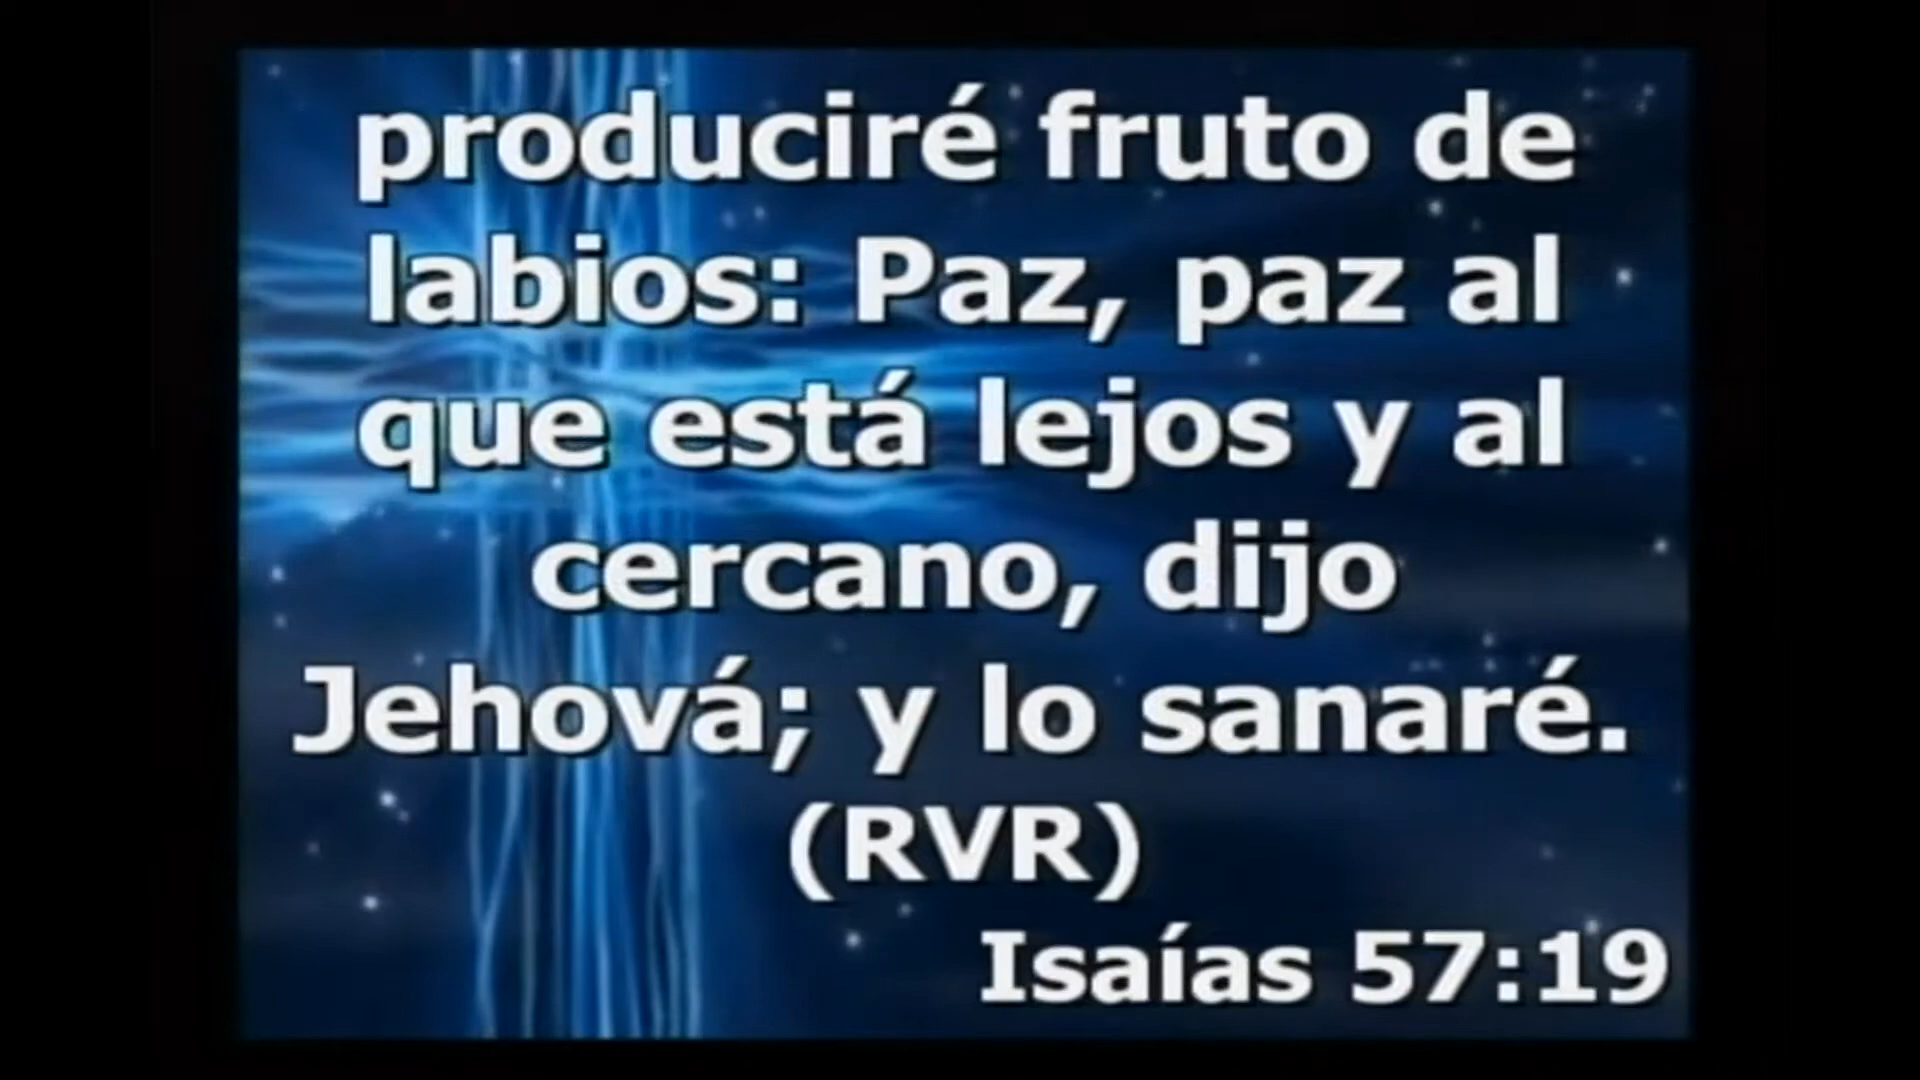 produciré fruto de
labios: Paz, paz al
que está lejos y al
cercano, dijo
Jehová; y lo sanaré.
(RVR)
Isaías 57:19